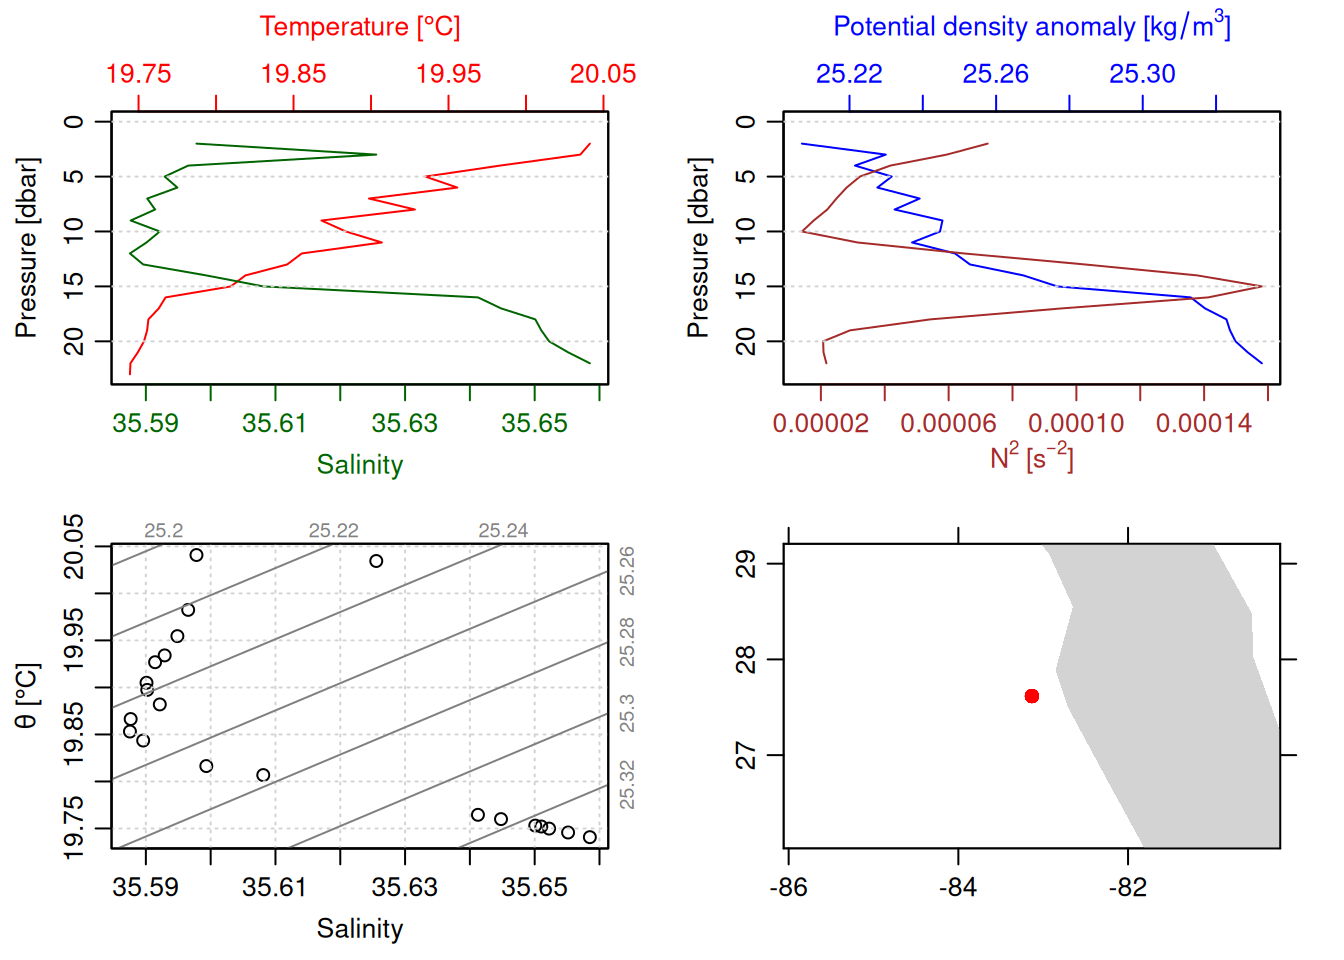 Temperature [°C]
19.75 19.85 19.95 20.05
Pressure [dbar]
0
5
10
15
20
35.59 35.61 35.63 35.65
Salinity
Potential density anomaly [kg/m³]
25.22 25.26 25.30
Pressure [dbar]
0
5
10
15
20
0.00002 0.00006 0.00010 0.00014
N² [s⁻²]
25.2 25.22 25.24
25.26
25.28
25.3
25.32
θ [°C]
20.05
19.95
19.85
19.75
35.59 35.61 35.63 35.65
Salinity
29
28
27
-86 -84 -82